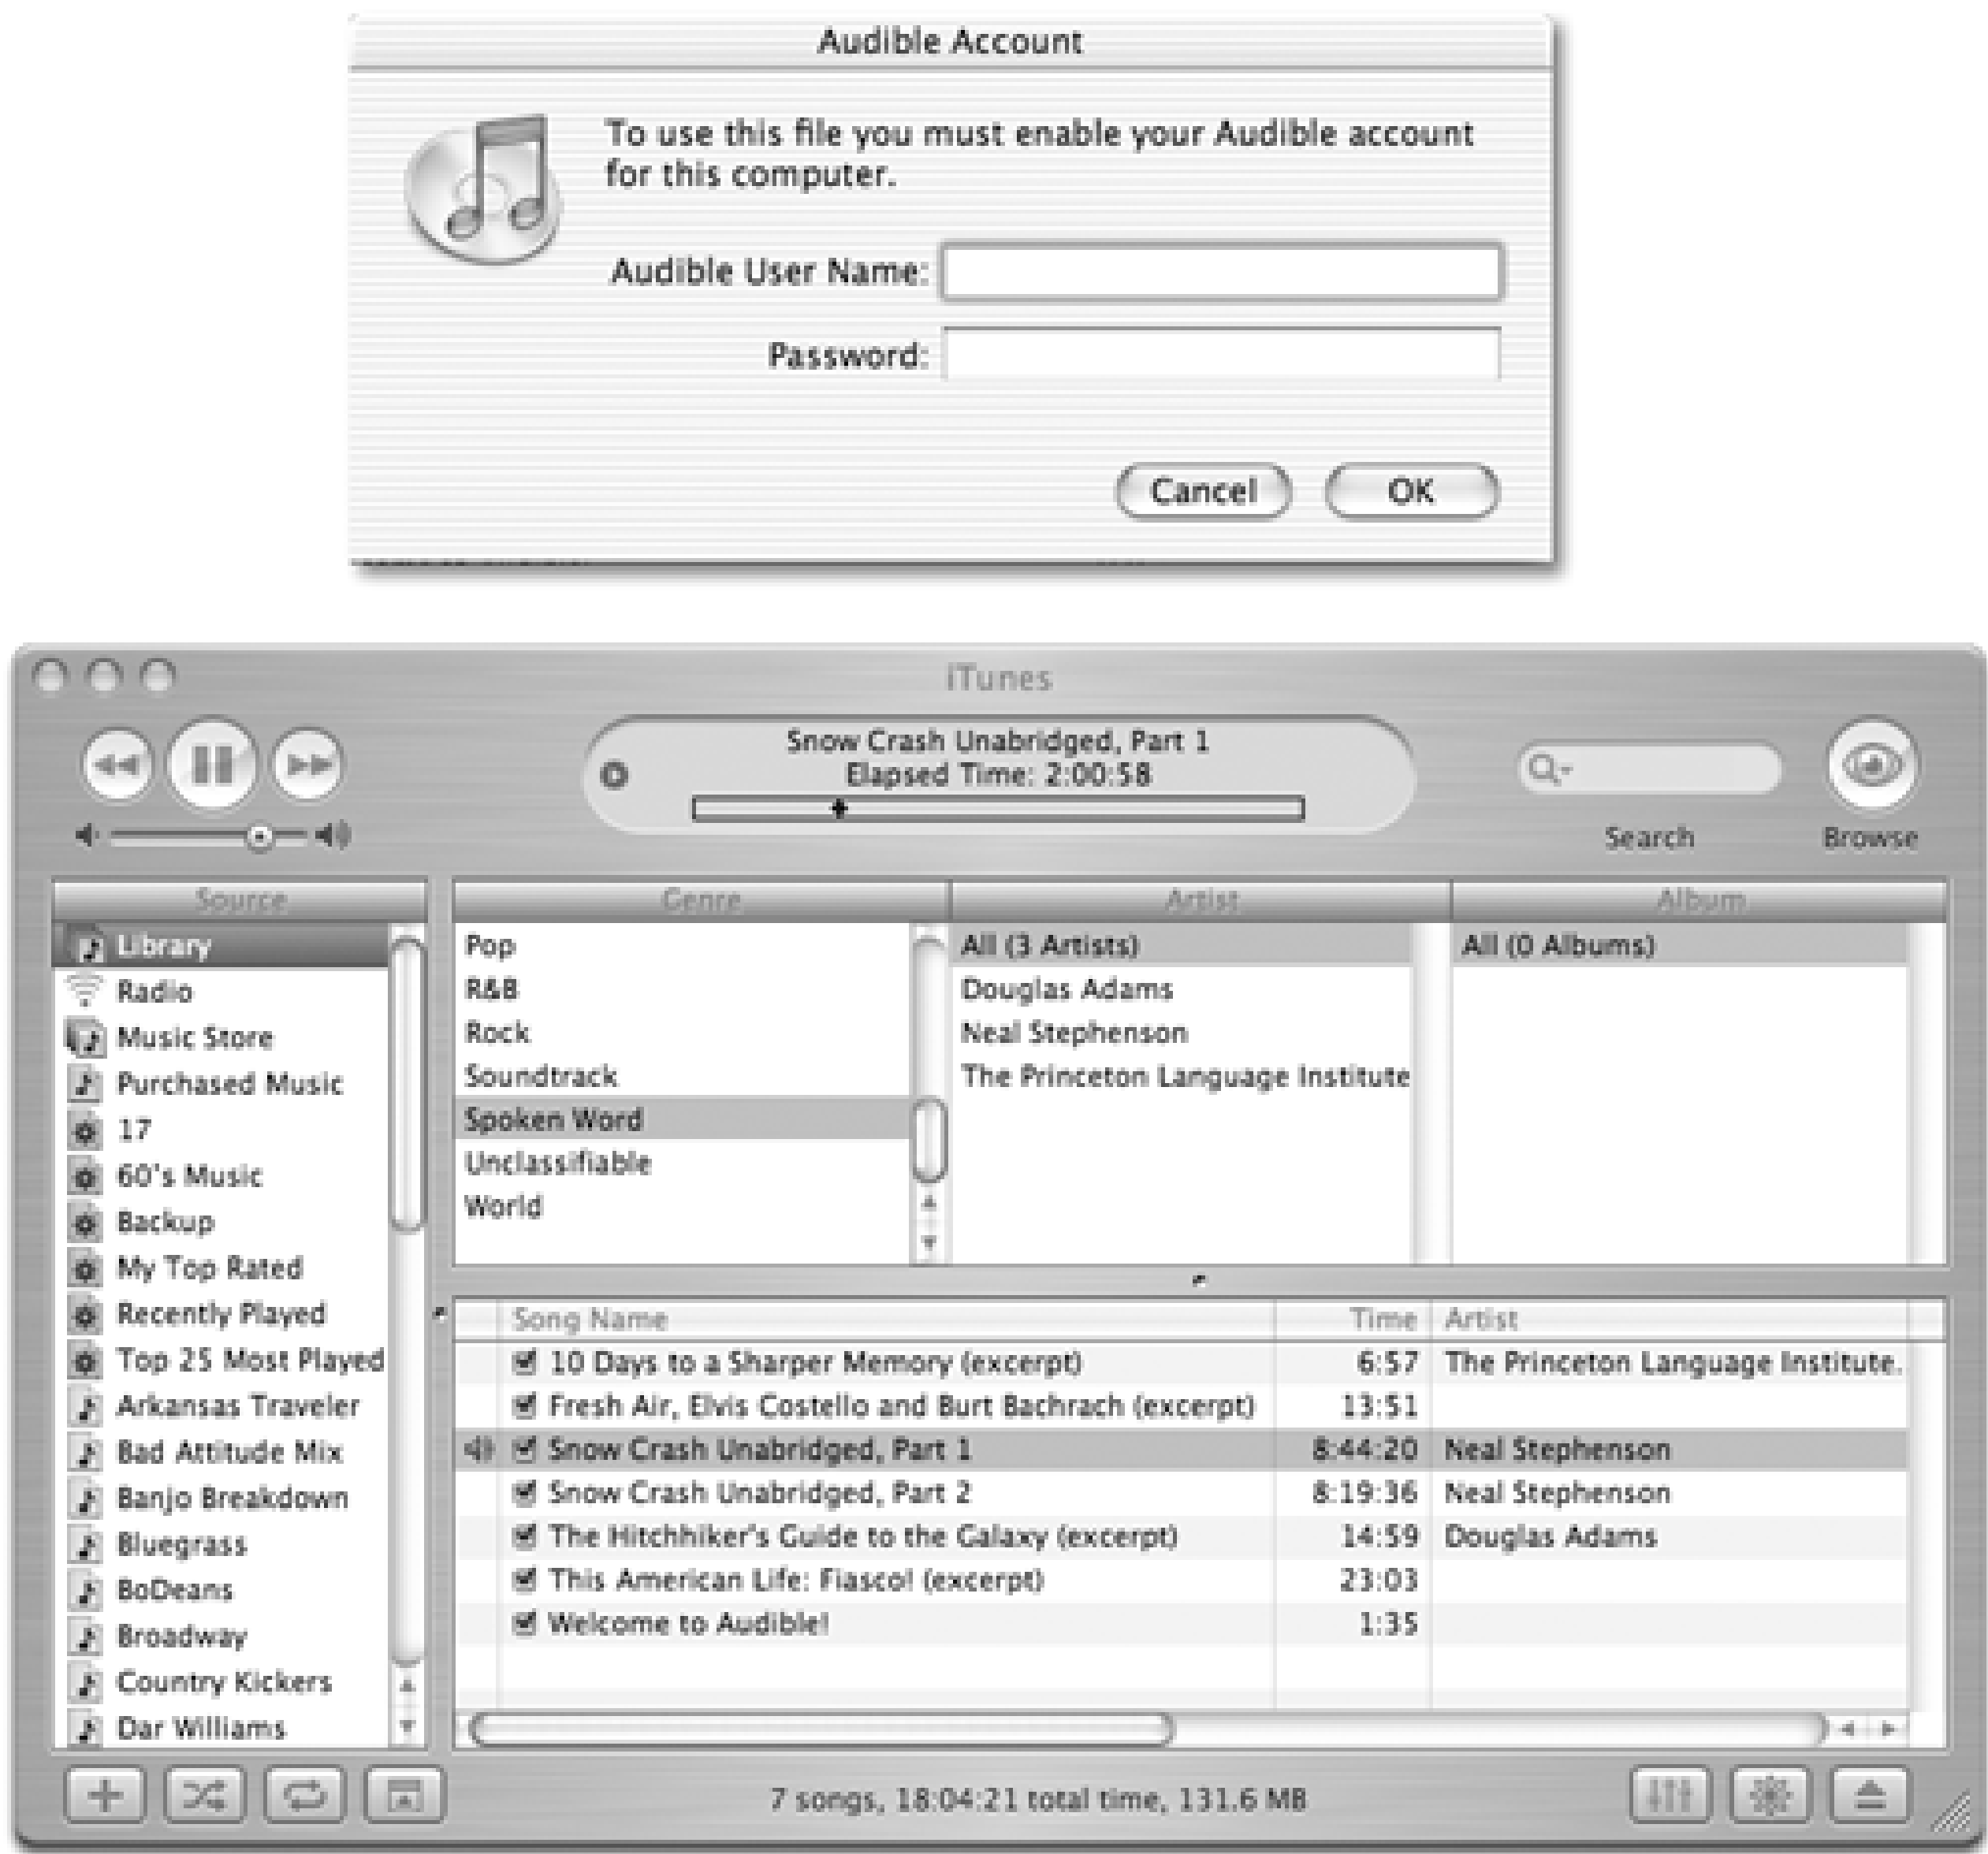 Audible Account
To use this file you must enable your Audible account
for this computer.
Audible User Name:
Password:
Cancel OK
iTunes
Snow Crash Unabridged, Part 1
Elapsed Time: 2:00:58
Search Browse
Source
Library
Radio
Music Store
Purchased Music
17
60's Music
Backup
My Top Rated
Recently Played
Top 25 Most Played
Arkansas Traveler
Bad Attitude Mix
Banjo Breakdown
Bluegrass
BoDeans
Broadway
Country Kickers
Dar Williams
Genre
Pop
R&B
Rock
Soundtrack
Spoken Word
Unclassifiable
World
Artist
All (3 Artists)
Douglas Adams
Neal Stephenson
The Princeton Language Institute
Album
All (0 Albums)
Song Name Time Artist
10 Days to a Sharper Memory (excerpt) 6:57 The Princeton Language Institute.
Fresh Air, Elvis Costello and Burt Bachrach (excerpt) 13:51
Snow Crash Unabridged, Part 1 8:44:20 Neal Stephenson
Snow Crash Unabridged, Part 2 8:19:36 Neal Stephenson
The Hitchhiker's Guide to the Galaxy (excerpt) 14:59 Douglas Adams
This American Life: Fiasco! (excerpt) 23:03
Welcome to Audible! 1:35
7 songs, 18:04:21 total time, 131.6 MB